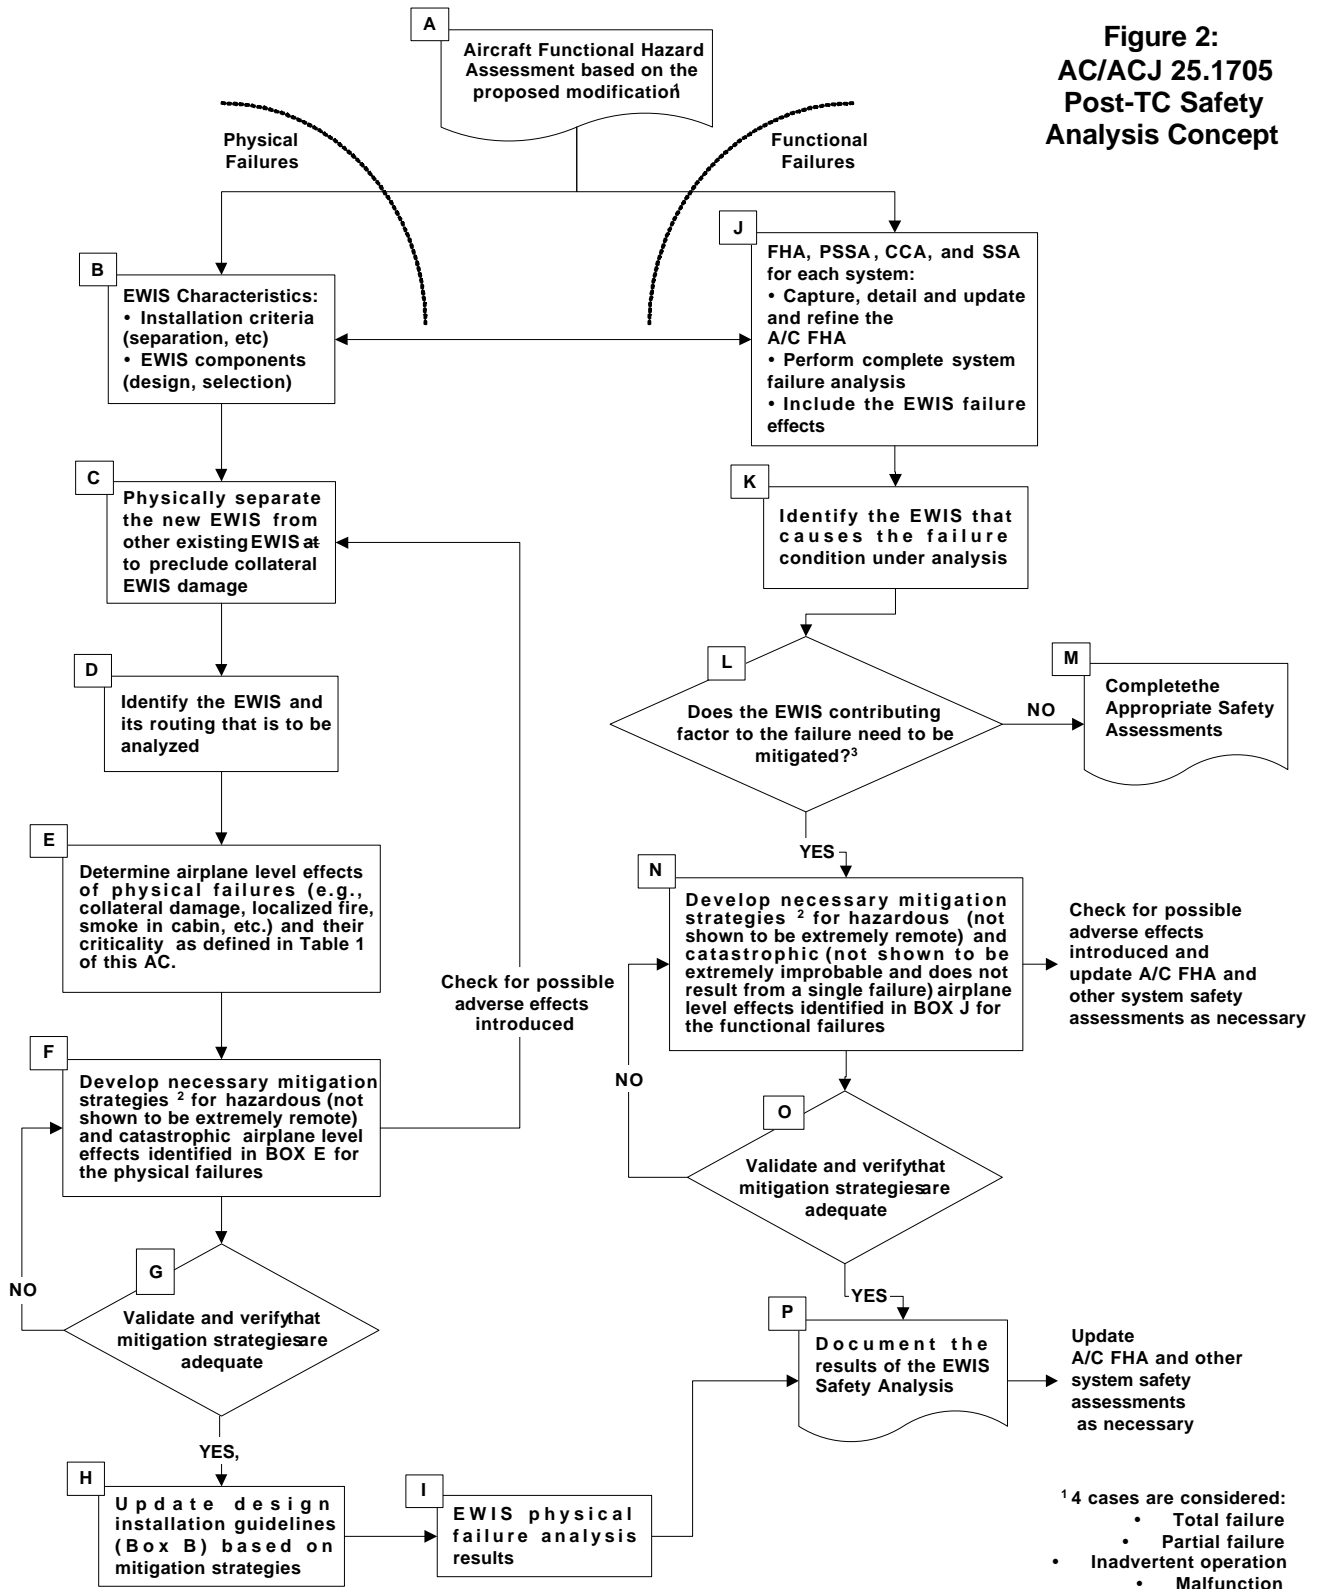 Figure 2:
AC/ACJ 25.1705
Post-TC Safety
Analysis Concept
A
Aircraft Functional Hazard
Assessment based on the
proposed modification1
Physical
Failures
Functional
Failures
B
EWIS Characteristics:
• Installation criteria
(separation, etc)
• EWIS components
(design, selection)
J
FHA, PSSA, CCA, and SSA
for each system:
• Capture, detail and update
and refine the
A/C FHA
• Perform complete system
failure analysis
• Include the EWIS failure
effects
C
Physically separate
the new EWIS from
other existing EWIS at
to preclude collateral
EWIS damage
K
Identify the EWIS that
causes the failure
condition under analysis
D
Identify the EWIS and
its routing that is to be
analyzed
L
Does the EWIS contributing
factor to the failure need to be
mitigated?3
NO
M
Completethe
Appropriate Safety
Assessments
YES
E
Determine airplane level effects
of physical failures (e.g.,
collateral damage, localized fire,
smoke in cabin, etc.) and their
criticality as defined in Table 1
of this AC.
N
Develop necessary mitigation
strategies 2 for hazardous (not
shown to be extremely remote) and
catastrophic (not shown to be
extremely improbable and does not
result from a single failure) airplane
level effects identified in BOX J for
the functional failures
Check for possible
adverse effects
introduced and
update A/C FHA and
other system safety
assessments as necessary
Check for possible
adverse effects
introduced
F
Develop necessary mitigation
strategies 2 for hazardous (not
shown to be extremely remote)
and catastrophic airplane level
effects identified in BOX E for
the physical failures
NO
O
Validate and verifythat
mitigation strategiesare
adequate
G
NO
Validate and verifythat
mitigation strategiesare
adequate
YES
P
Document the
results of the EWIS
Safety Analysis
Update
A/C FHA and other
system safety
assessments
as necessary
YES,
H
Update design
installation guidelines
(Box B) based on
mitigation strategies
I
EWIS physical
failure analysis
results
1 4 cases are considered:
• Total failure
• Partial failure
• Inadvertent operation
• Malfunction